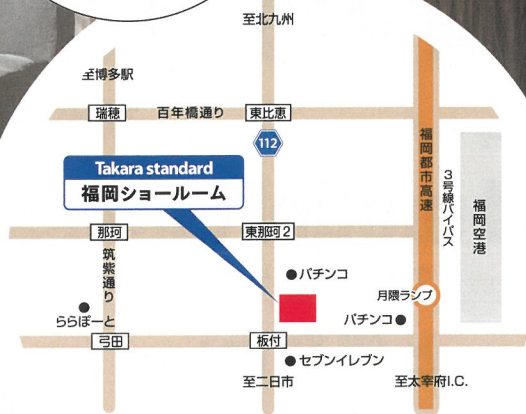 至北九州
至博多駅
瑞穂
百年橋通り
東比恵
112
Takara standard
福岡ショールーム
福岡都市高速
3号線バイパス
福岡空港
那珂
東那珂2
筑紫通り
パチンコ
月隈ランプ
ららぽーと
パチンコ
弓田
板付
セブンイレブン
至二日市
至太宰府I.C.